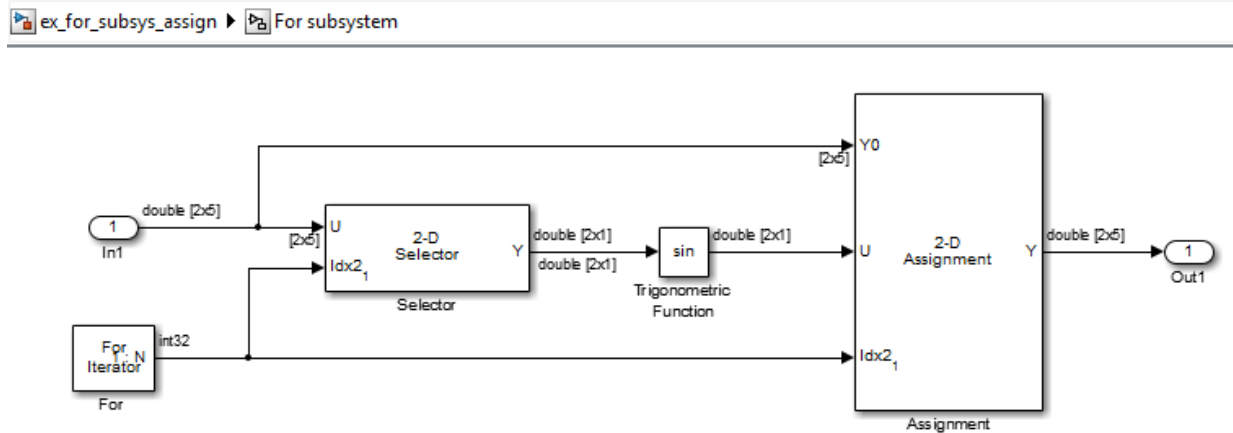 ex_for_subsys_assign ▶ For subsystem
Y0
[2x5]
double [2x5]
1
In1
U
[2x5]
2-D
Selector
Y
Idx2 1
Selector
double [2x1]
double [2x1]
sin
Trigonometric
Function
double [2x1]
U
2-D
Assignment
Y
double [2x5]
1
Out1
For
Iterator
1 : N
int32
For
Idx2 1
Assignment